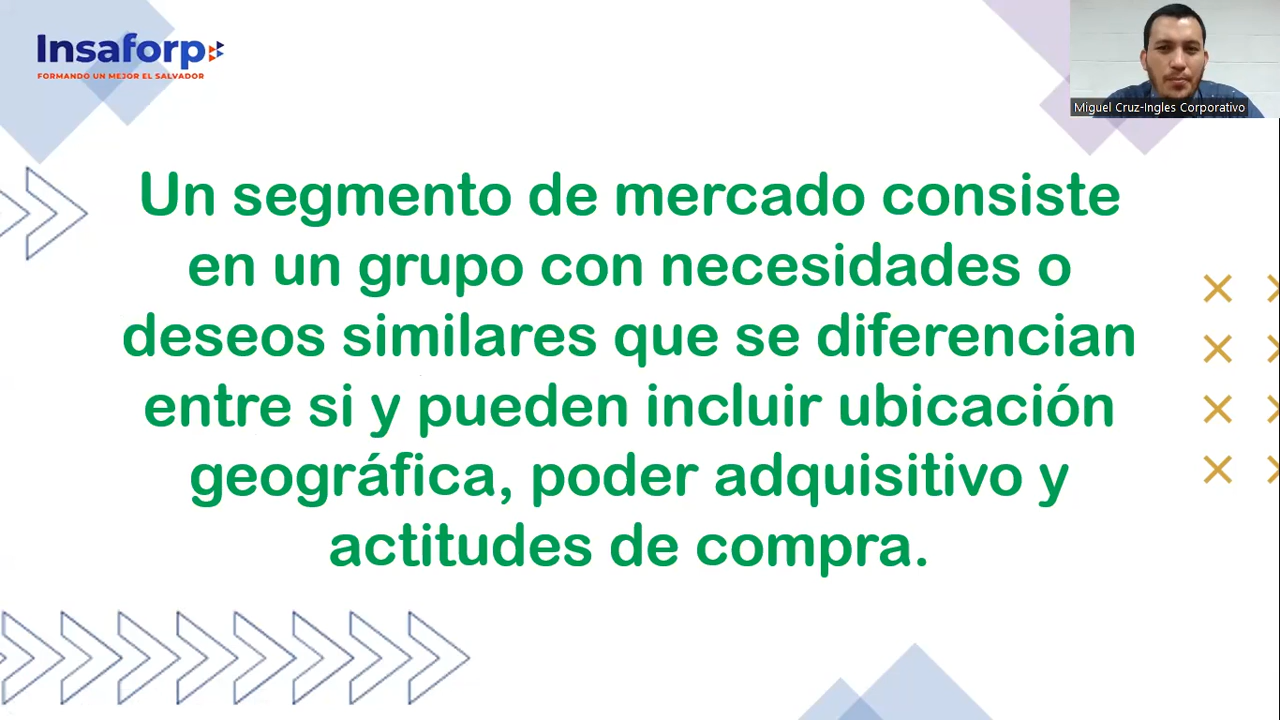 Insaforp
FORMANDO UN MEJOR EL SALVADOR
Miguel Cruz-Ingles Corporativo
Un segmento de mercado consiste
en un grupo con necesidades o
deseos similares que se diferencian
entre si y pueden incluir ubicación
geográfica, poder adquisitivo y
actitudes de compra.